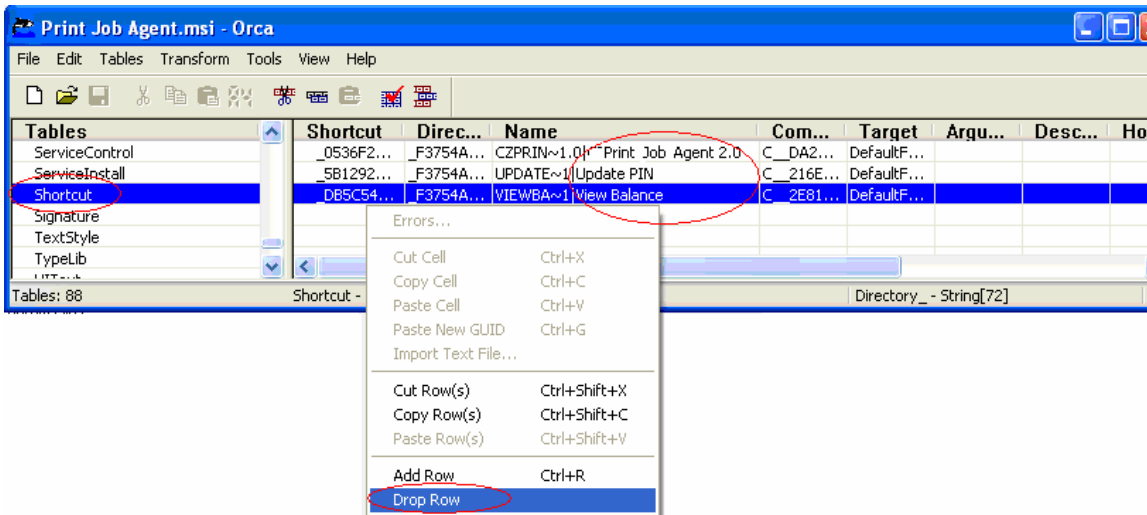 Print Job Agent.msi - Orca
File Edit Tables Transform Tools View Help
Tables Shortcut Direc... Name Com... Target Argu... Desc... Ho
ServiceControl _0536F2... _F3754A... CZPRIN~1.0|Print Job Agent 2.0 C__DA2... DefaultF...
ServiceInstall _5B1292... _F3754A... UPDATE~1|Update PIN C__216E... DefaultF...
Shortcut _DB5C54... _F3754A... VIEWBA~1|View Balance C__2E81... DefaultF...
Signature
TextStyle
TypeLib
Tables: 88 Shortcut - Directory_ - String[72]
Errors...
Cut Cell Ctrl+X
Copy Cell Ctrl+C
Paste Cell Ctrl+V
Paste New GUID Ctrl+G
Import Text File...
Cut Row(s) Ctrl+Shift+X
Copy Row(s) Ctrl+Shift+C
Paste Row(s) Ctrl+Shift+V
Add Row Ctrl+R
Drop Row